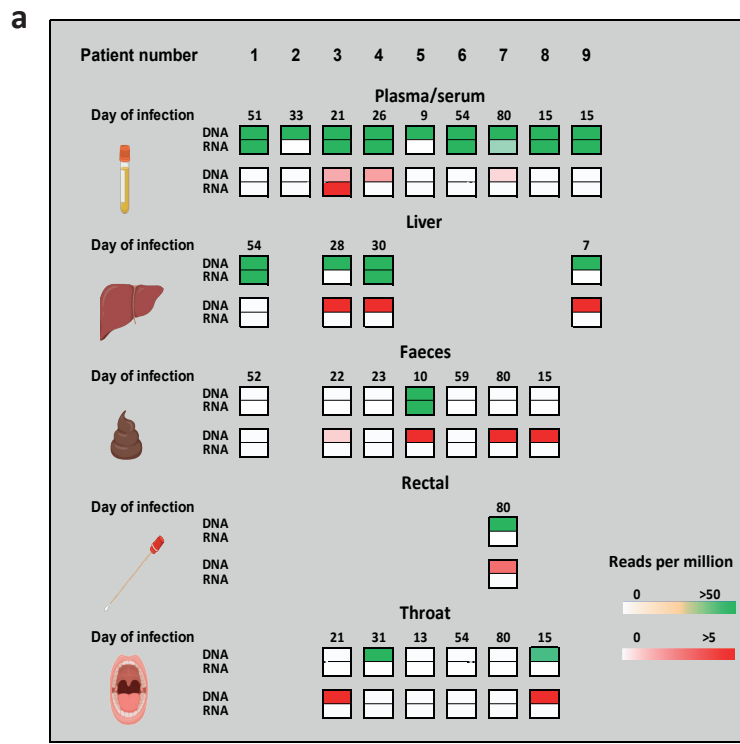 a
Patient number 1 2 3 4 5 6 7 8 9
Plasma/serum
Day of infection 51 33 21 26 9 54 80 15 15
DNA
RNA
DNA
RNA
Liver
Day of infection 54 28 30 7
DNA
RNA
DNA
RNA
Faeces
Day of infection 52 22 23 10 59 80 15
DNA
RNA
DNA
RNA
Rectal
Day of infection 80
DNA
RNA
DNA
RNA
Reads per million
0 >50
0 >5
Throat
Day of infection 21 31 13 54 80 15
DNA
RNA
DNA
RNA